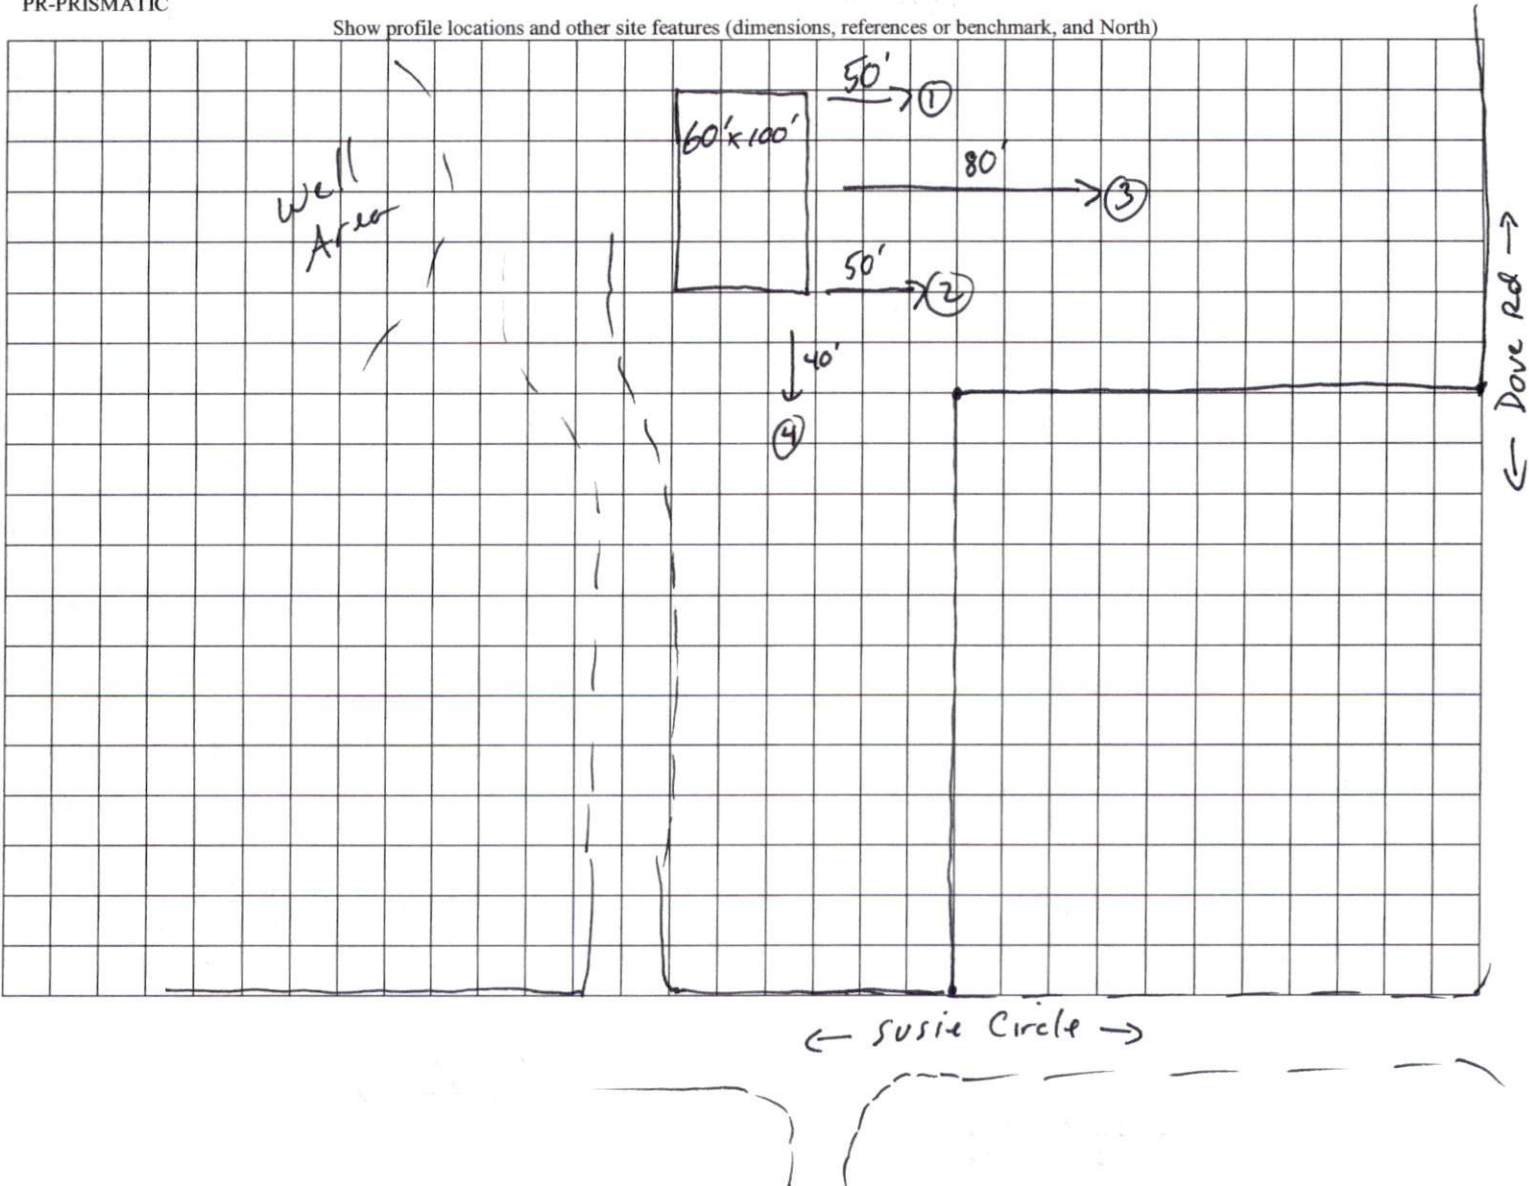 PR-PRISMATIC
Show profile locations and other site features (dimensions, references or benchmark, and North)
50'
→ ①
60'x100'
80'
→ ③
Well
Area
50'
→ ②
40'
↓
④
← Dove Rd →
← Susie Circle →